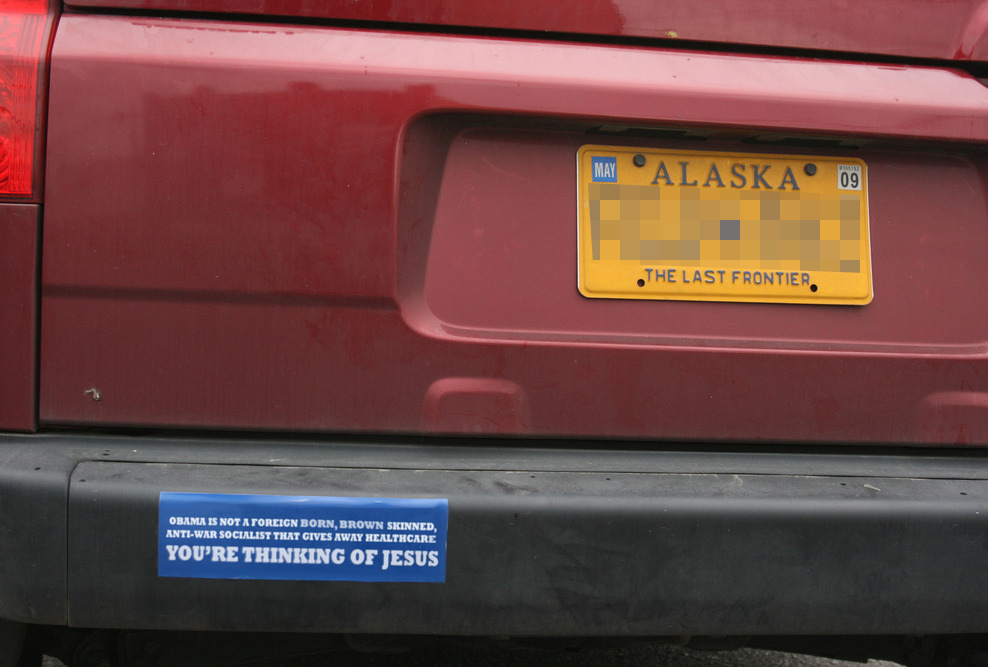 MAY ALASKA 09
THE LAST FRONTIER
OBAMA IS NOT A FOREIGN BORN, BROWN SKINNED,
ANTI-WAR SOCIALIST THAT GIVES AWAY HEALTHCARE
YOU'RE THINKING OF JESUS